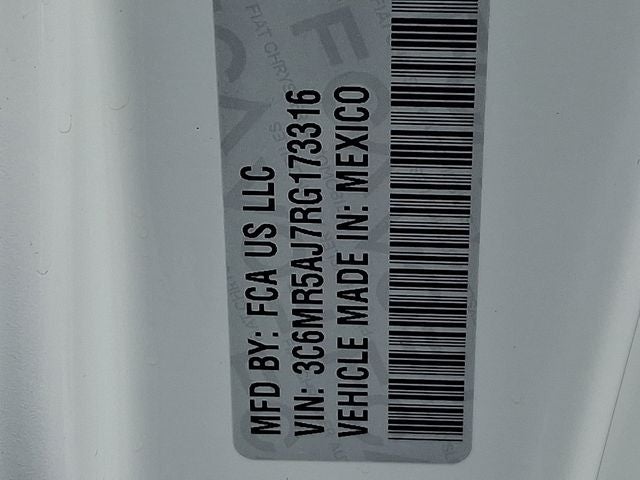 MFD BY: FCA US LLC
VIN: 3C6MR5AJ7RG173316
VEHICLE MADE IN: MEXICO